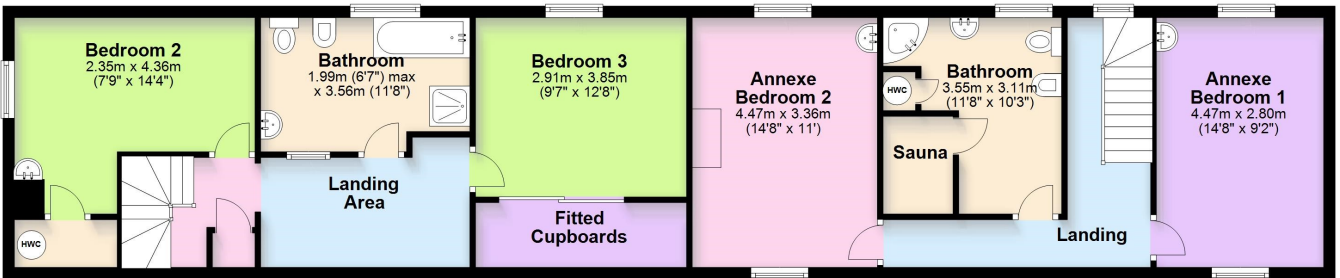 Bedroom 2
2.35m x 4.36m
(7'9" x 14'4")
HWC
Bathroom
1.99m (6'7") max
x 3.56m (11'8")
Landing
Area
Bedroom 3
2.91m x 3.85m
(9'7" x 12'8")
Fitted
Cupboards
Annexe
Bedroom 2
4.47m x 3.36m
(14'8" x 11')
HWC
Bathroom
3.55m x 3.11m
(11'8" x 10'3")
Sauna
Landing
Annexe
Bedroom 1
4.47m x 2.80m
(14'8" x 9'2")